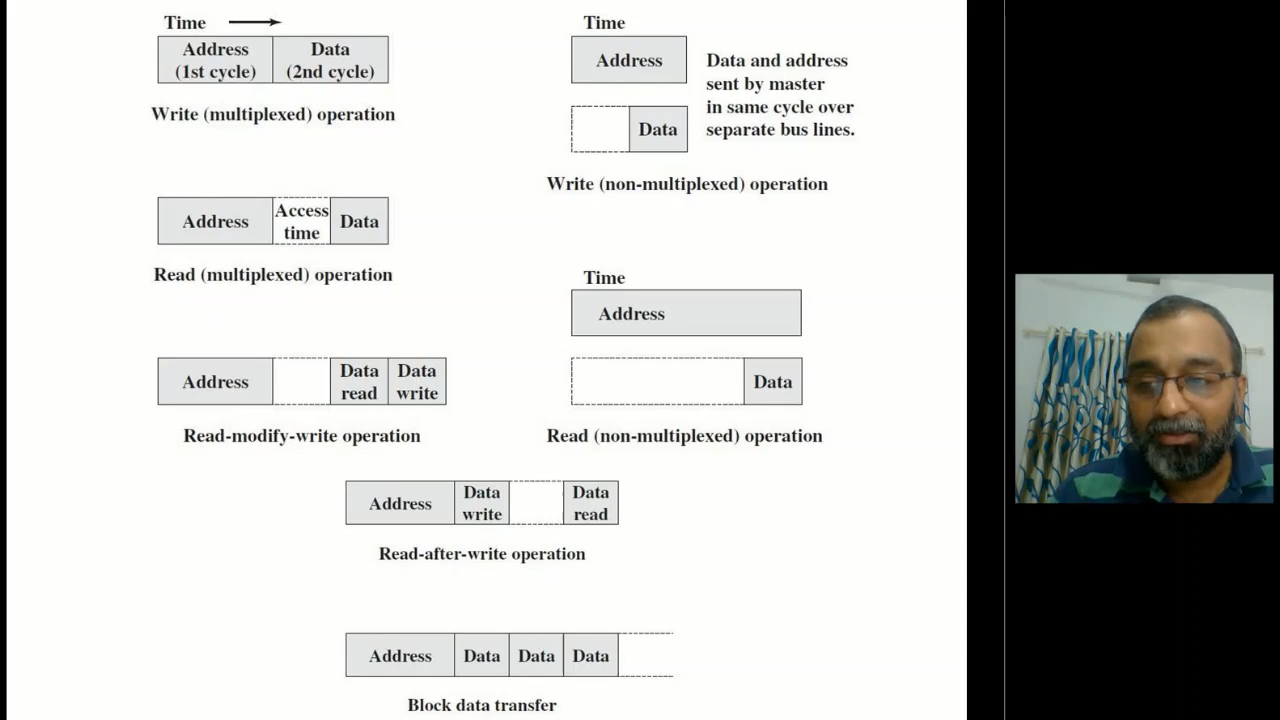 Time
Address
(1st cycle)
Data
(2nd cycle)
Write (multiplexed) operation
Time
Address
Data
Data and address
sent by master
in same cycle over
separate bus lines.
Write (non-multiplexed) operation
Address
Access
time
Data
Read (multiplexed) operation
Time
Address
Data
Read (non-multiplexed) operation
Address
Data
read
Data
write
Read-modify-write operation
Address
Data
write
Data
read
Read-after-write operation
Address
Data
Data
Data
Block data transfer